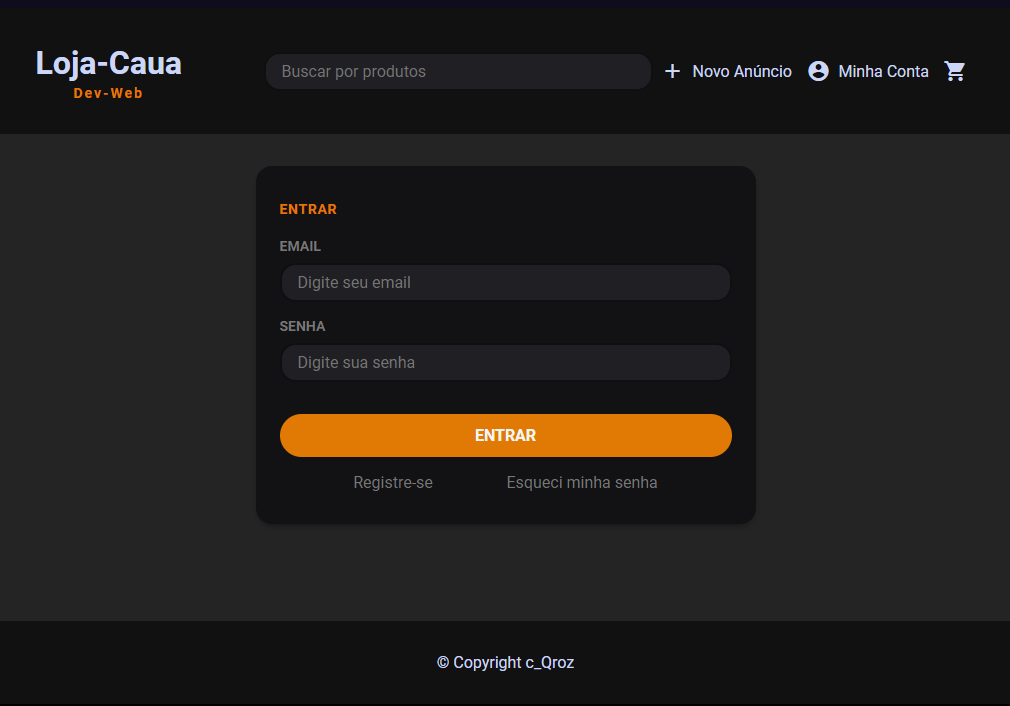 Loja-Caua
Dev-Web
Buscar por produtos
Novo Anúncio
Minha Conta
ENTRAR
EMAIL
Digite seu email
SENHA
Digite sua senha
ENTRAR
Registre-se Esqueci minha senha
© Copyright c_Qroz